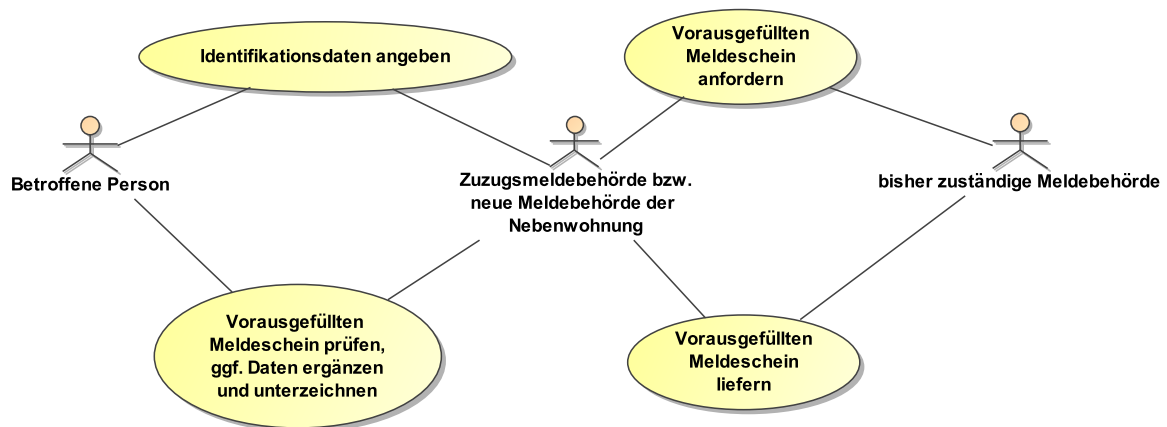 Identifikationsdaten angeben
Vorausgefüllten
Meldeschein
anfordern
Betroffene Person
Zuzugsmeldebehörde bzw.
neue Meldebehörde der
Nebenwohnung
bisher zuständige Meldebehörde
Vorausgefüllten
Meldeschein prüfen,
ggf. Daten ergänzen
und unterzeichnen
Vorausgefüllten
Meldeschein
liefern